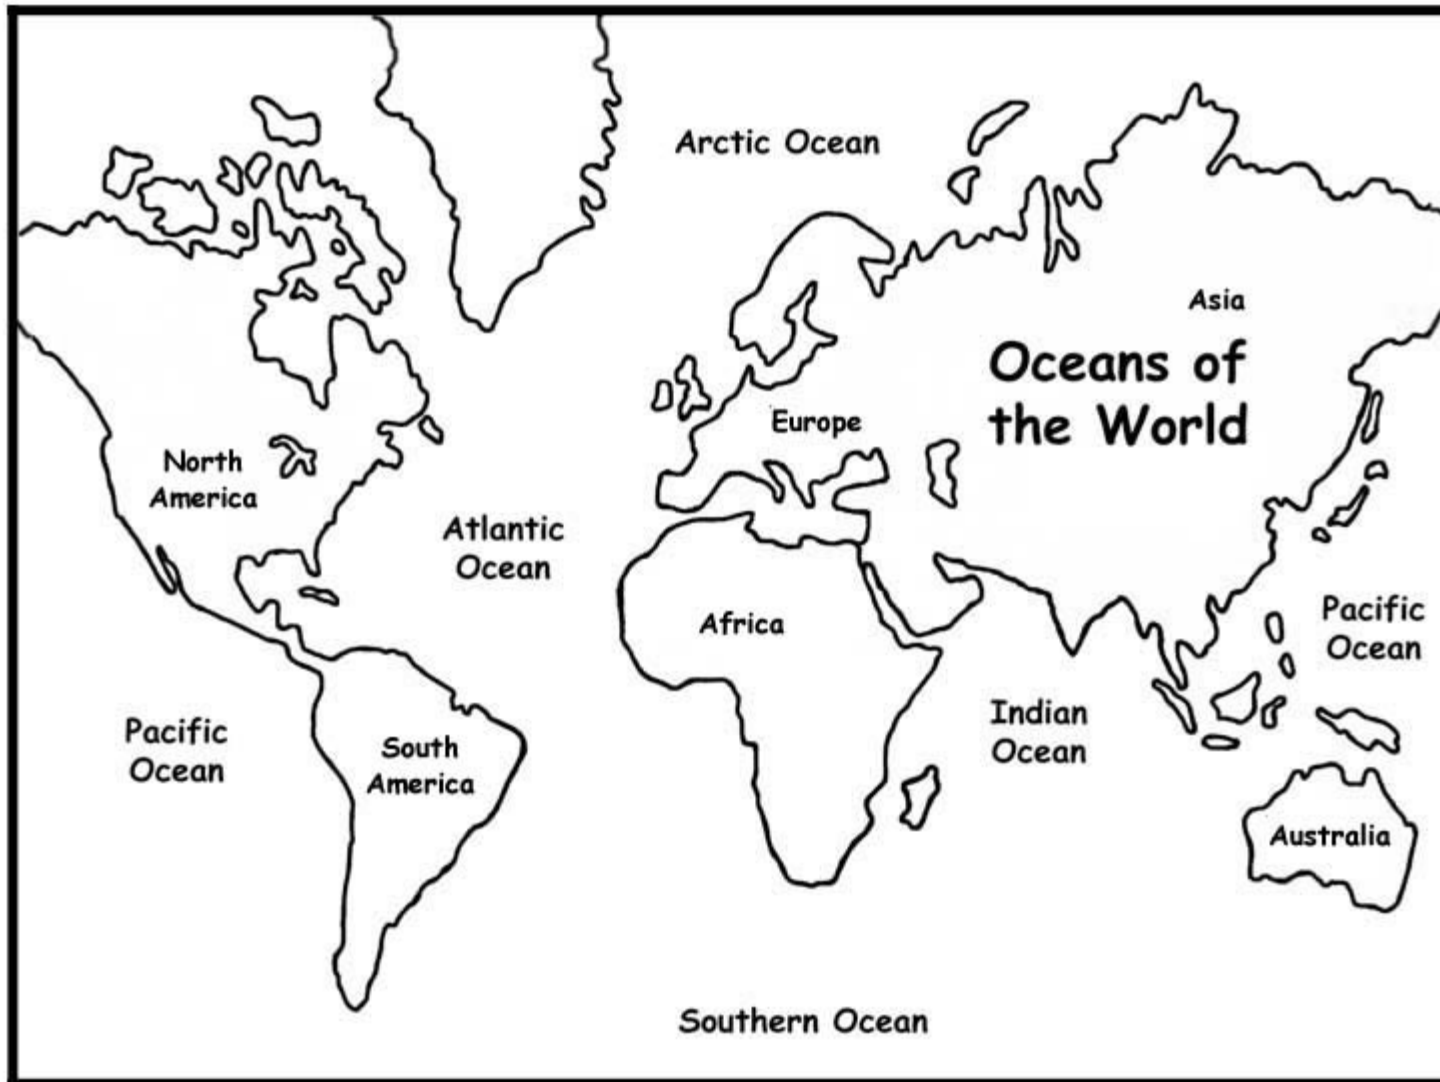 Arctic Ocean
Asia
Oceans of
the World
Europe
North
America
Atlantic
Ocean
Africa
Pacific
Ocean
Indian
Ocean
Pacific
Ocean
South
America
Australia
Southern Ocean